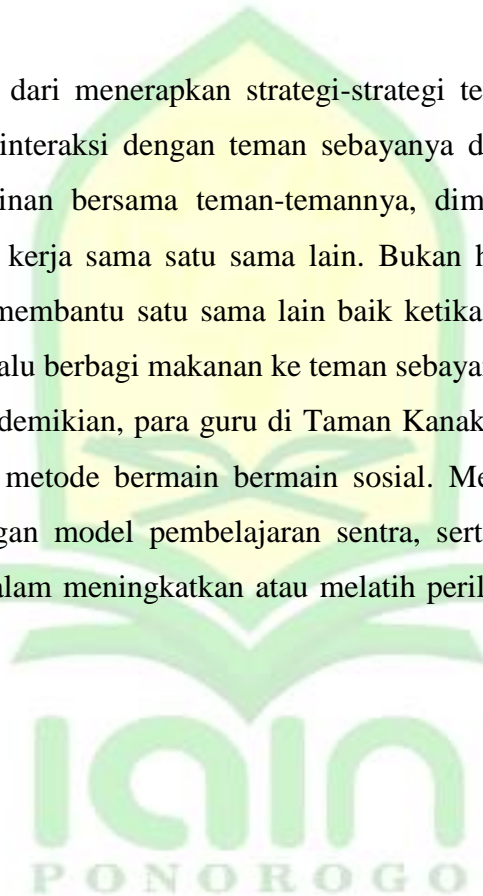 dari menerapkan strategi-strategi te
interaksi dengan teman sebayanya d
inan bersama teman-temannya, dim
kerja sama satu sama lain. Bukan h
membantu satu sama lain baik ketika
alu berbagi makanan ke teman sebayar
demikian, para guru di Taman Kanak
metode bermain bermain sosial. Me
gan model pembelajaran sentra, sert
alam meningkatkan atau melatih peril
iain
PONOROGO